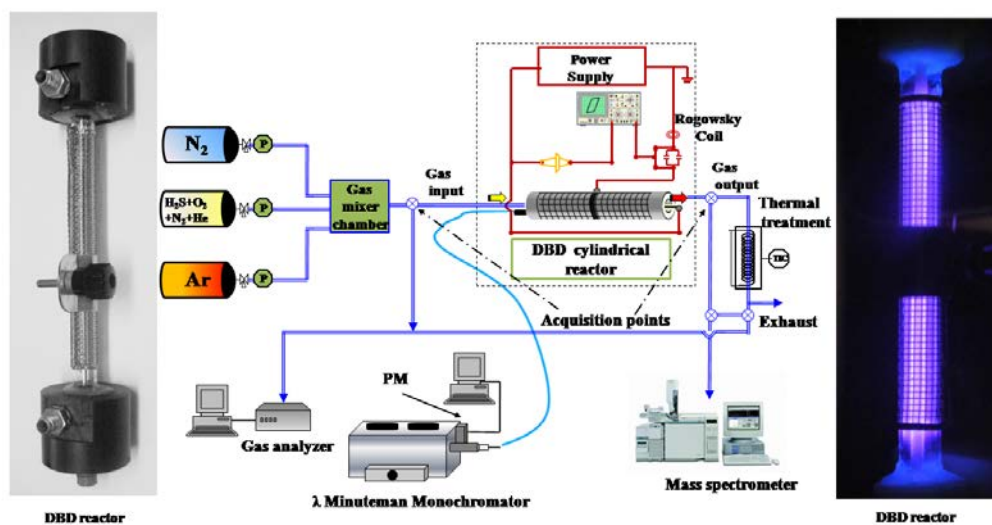 Power
Supply
Rogowsky
Coil
N₂
P
H₂S+O₂
+N₂+He
P
Ar
P
Gas
mixer
chamber
Gas
input
Gas
output
Thermal
treatment
DBD cylindrical
reactor
Acquisition points
Exhaust
PM
Gas analyzer
λ Minuteman Monochromator
Mass spectrometer
DBD reactor
DBD reactor